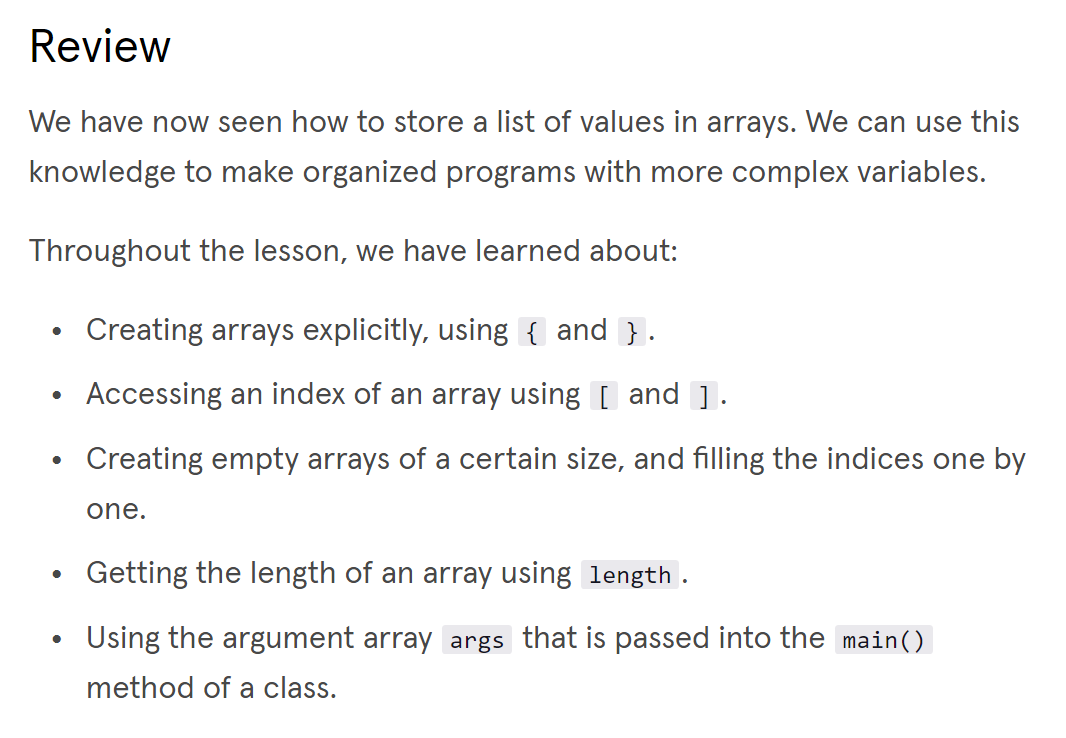 Review
We have now seen how to store a list of values in arrays. We can use this
knowledge to make organized programs with more complex variables.
Throughout the lesson, we have learned about:
• Creating arrays explicitly, using { and }.
• Accessing an index of an array using [ and ].
• Creating empty arrays of a certain size, and filling the indices one by
one.
• Getting the length of an array using length.
• Using the argument array args that is passed into the main()
method of a class.